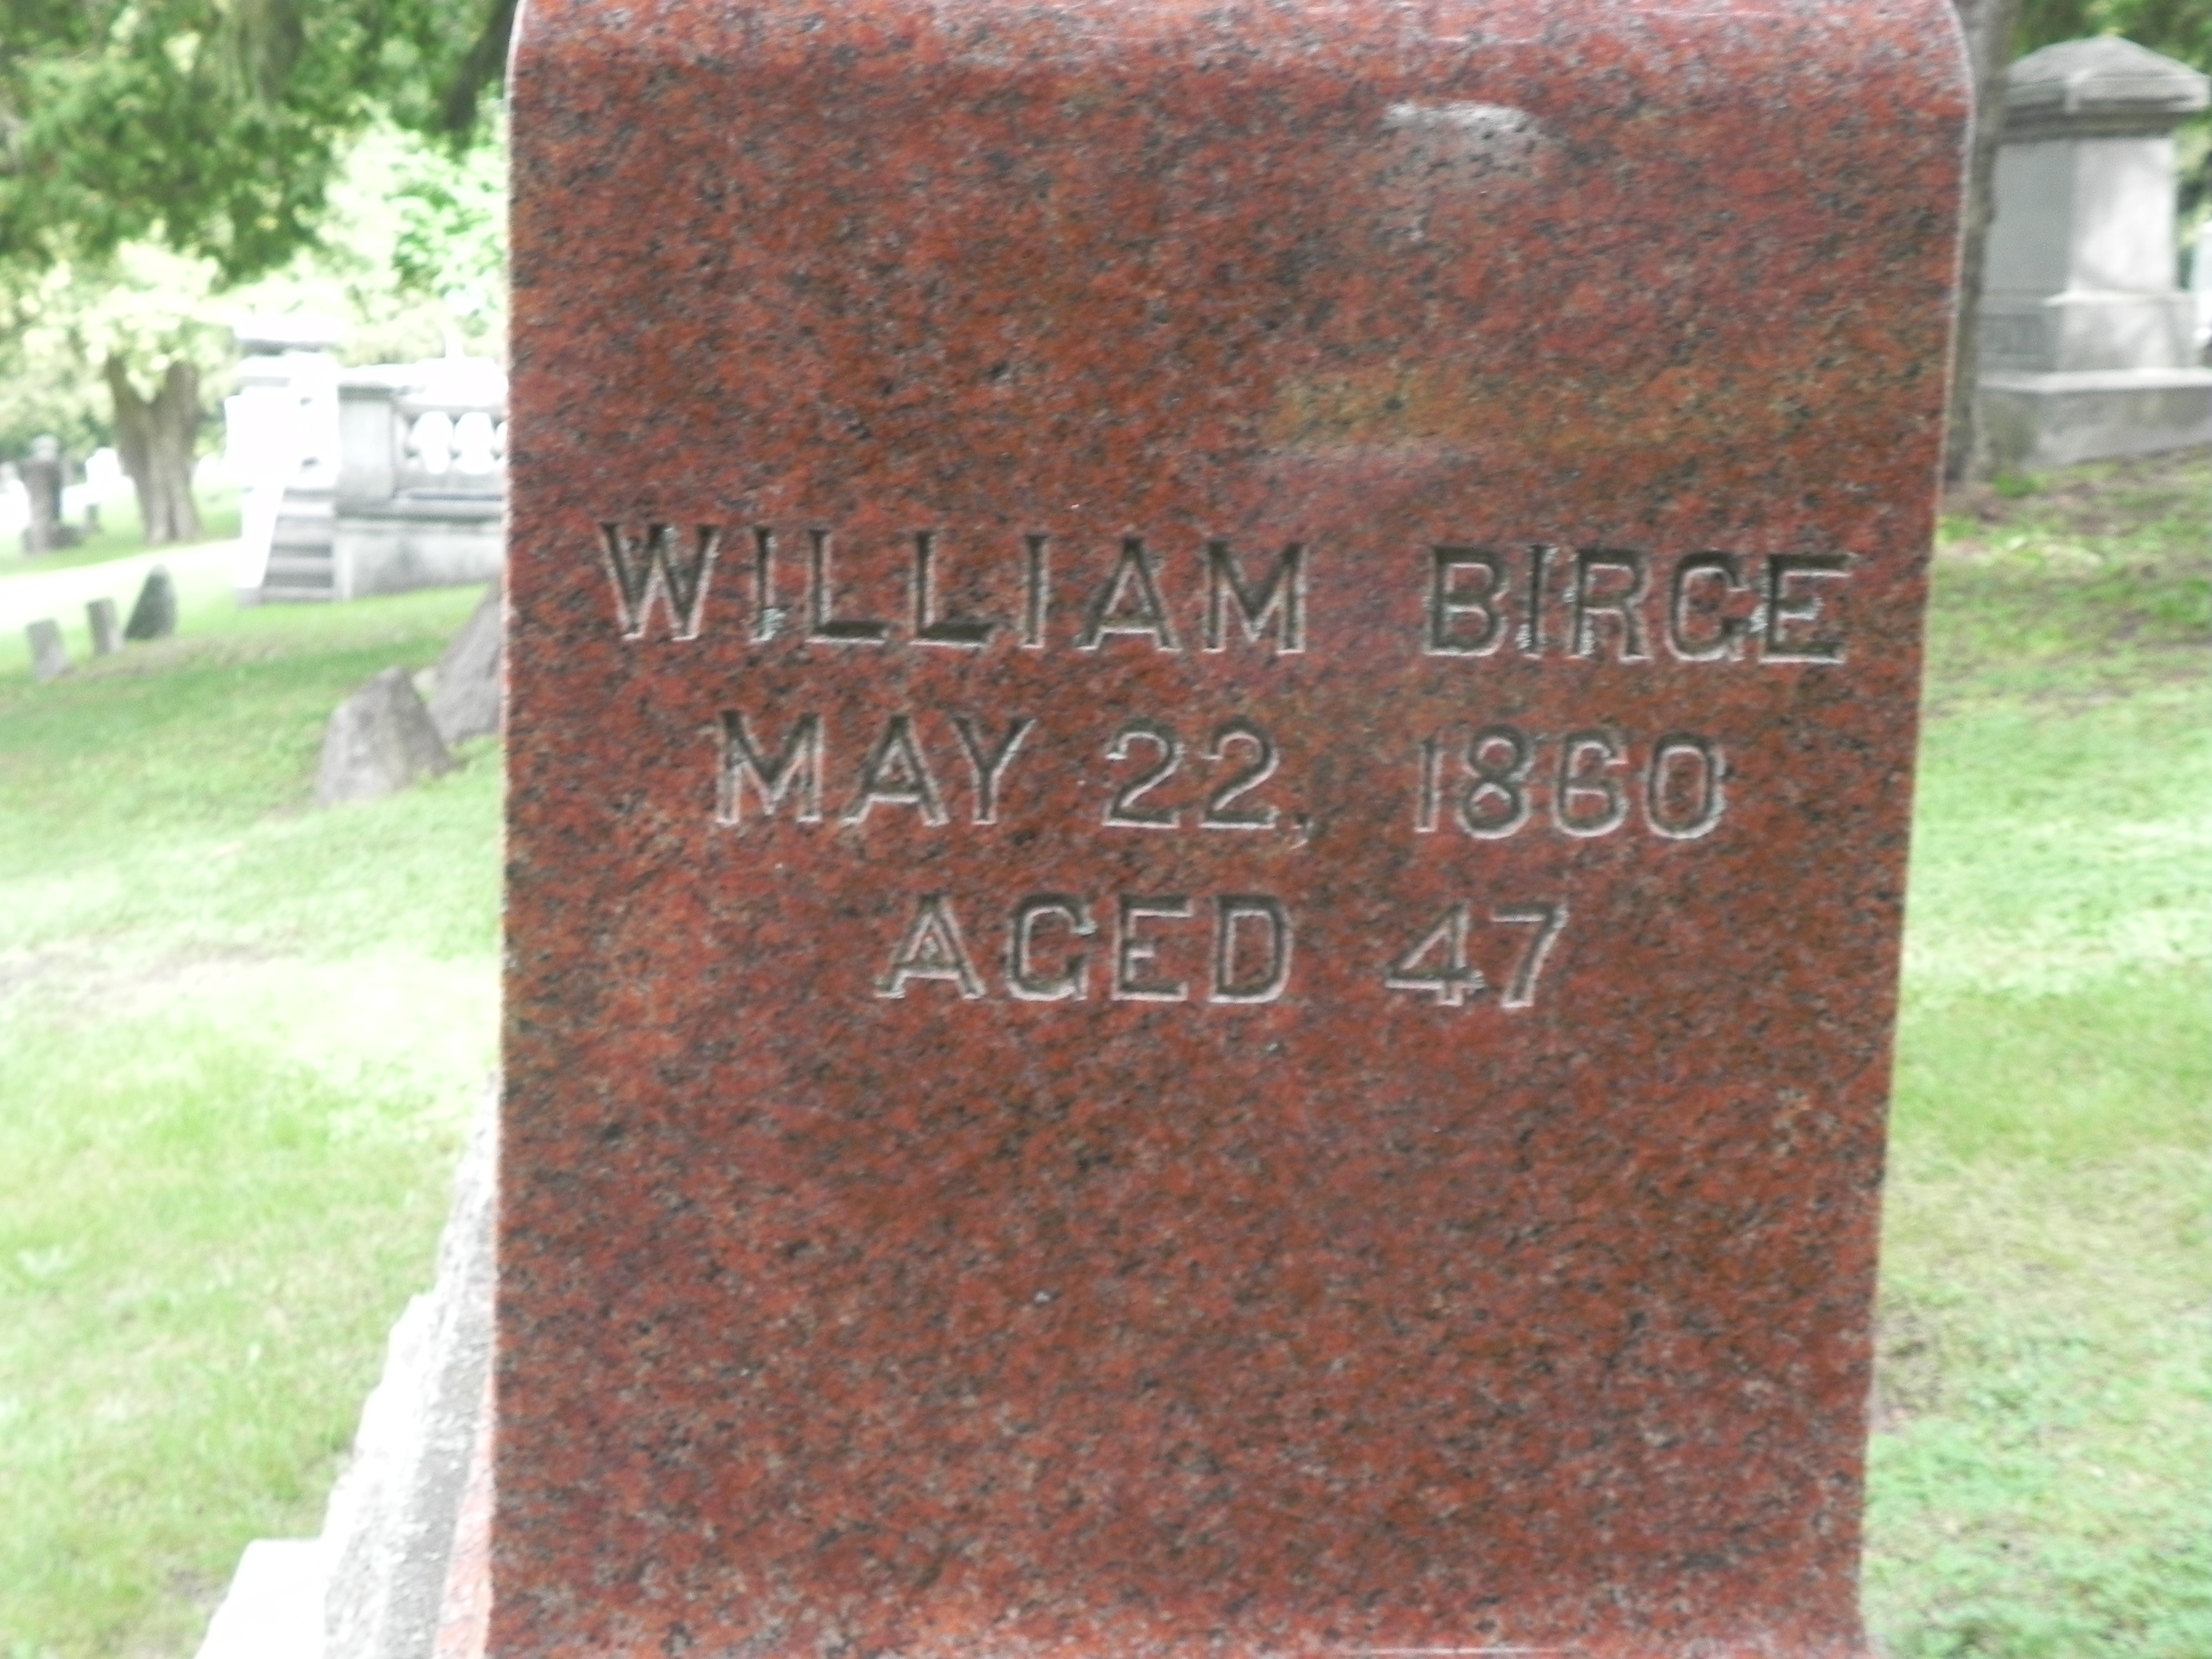 WILLIAM BIRGE
MAY 22, 1860
AGED 47